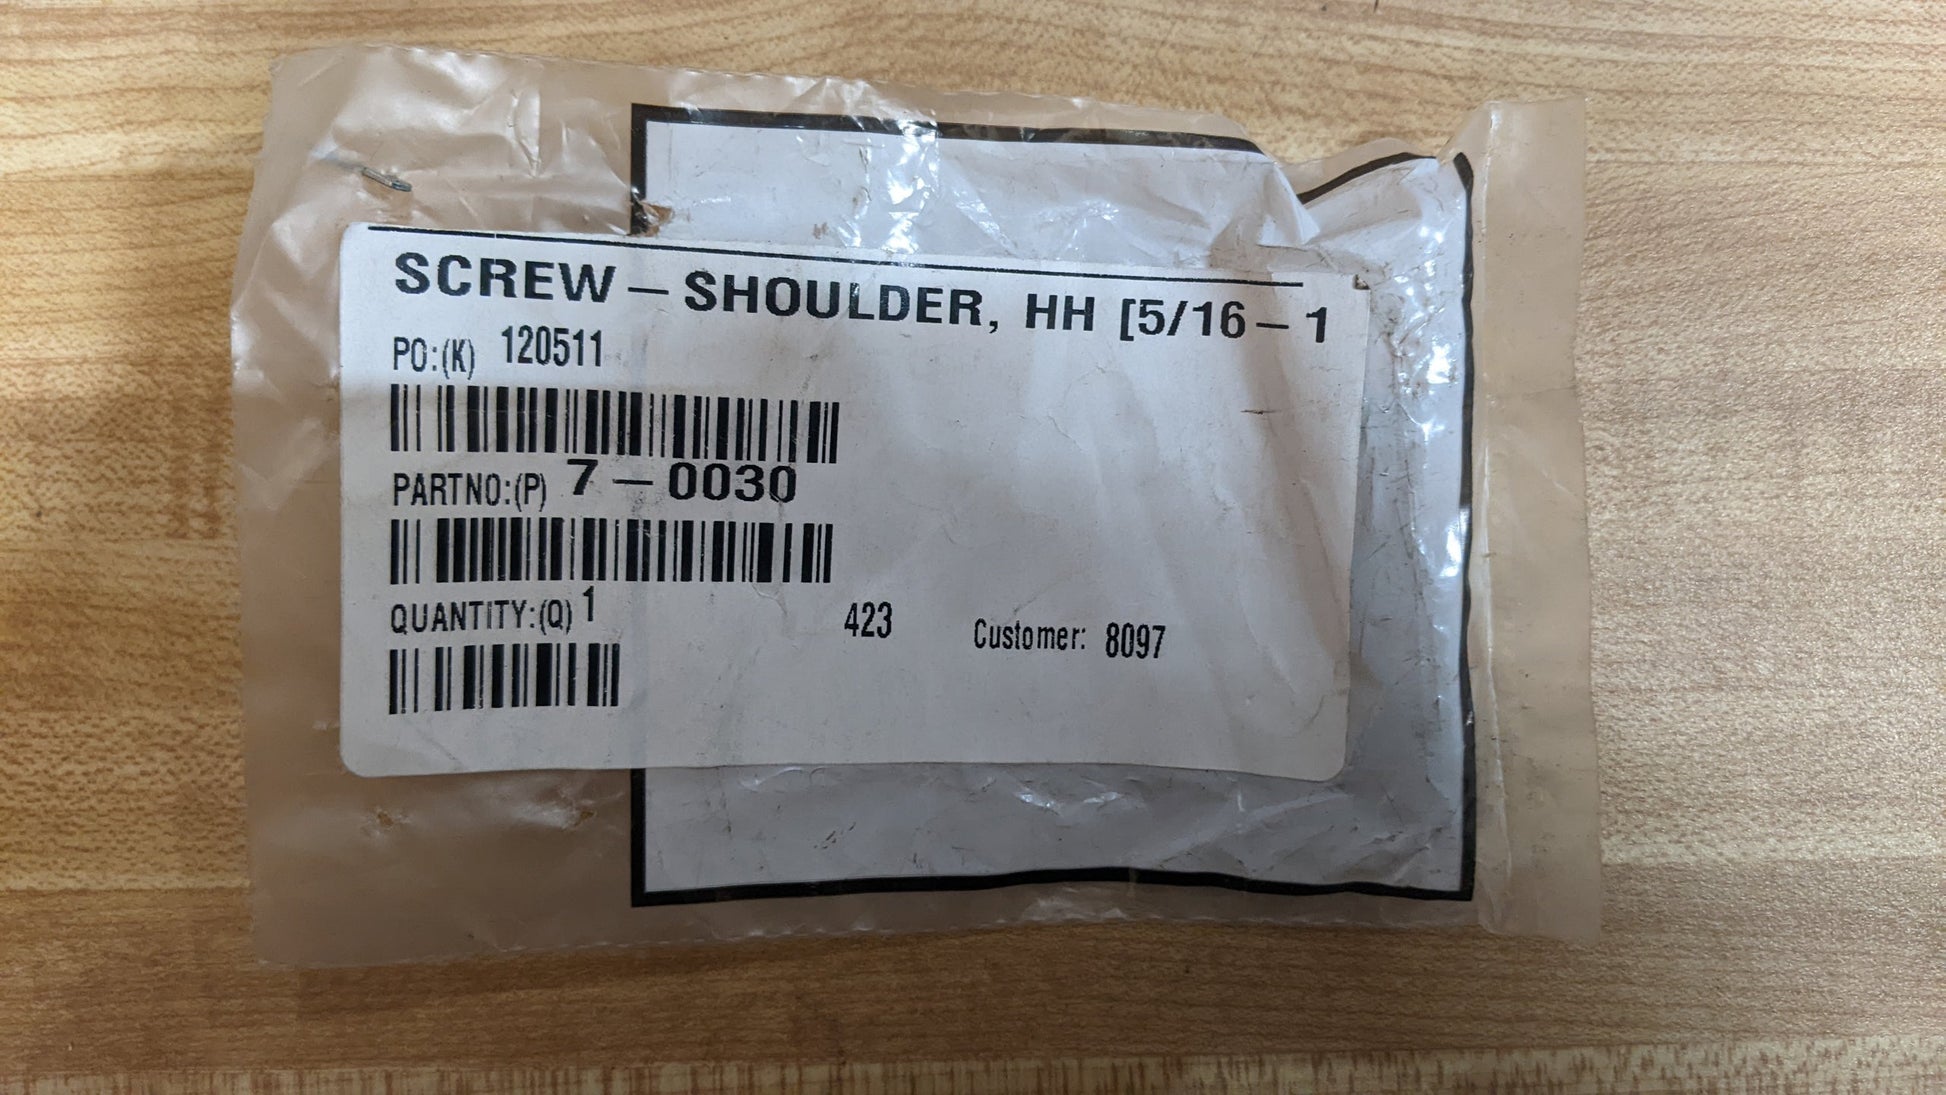 SCREW – SHOULDER, HH [5/16 – 1
PO:(K) 120511
PARTNO:(P) 7 – 0030
QUANTITY:(Q) 1 423 Customer: 8097